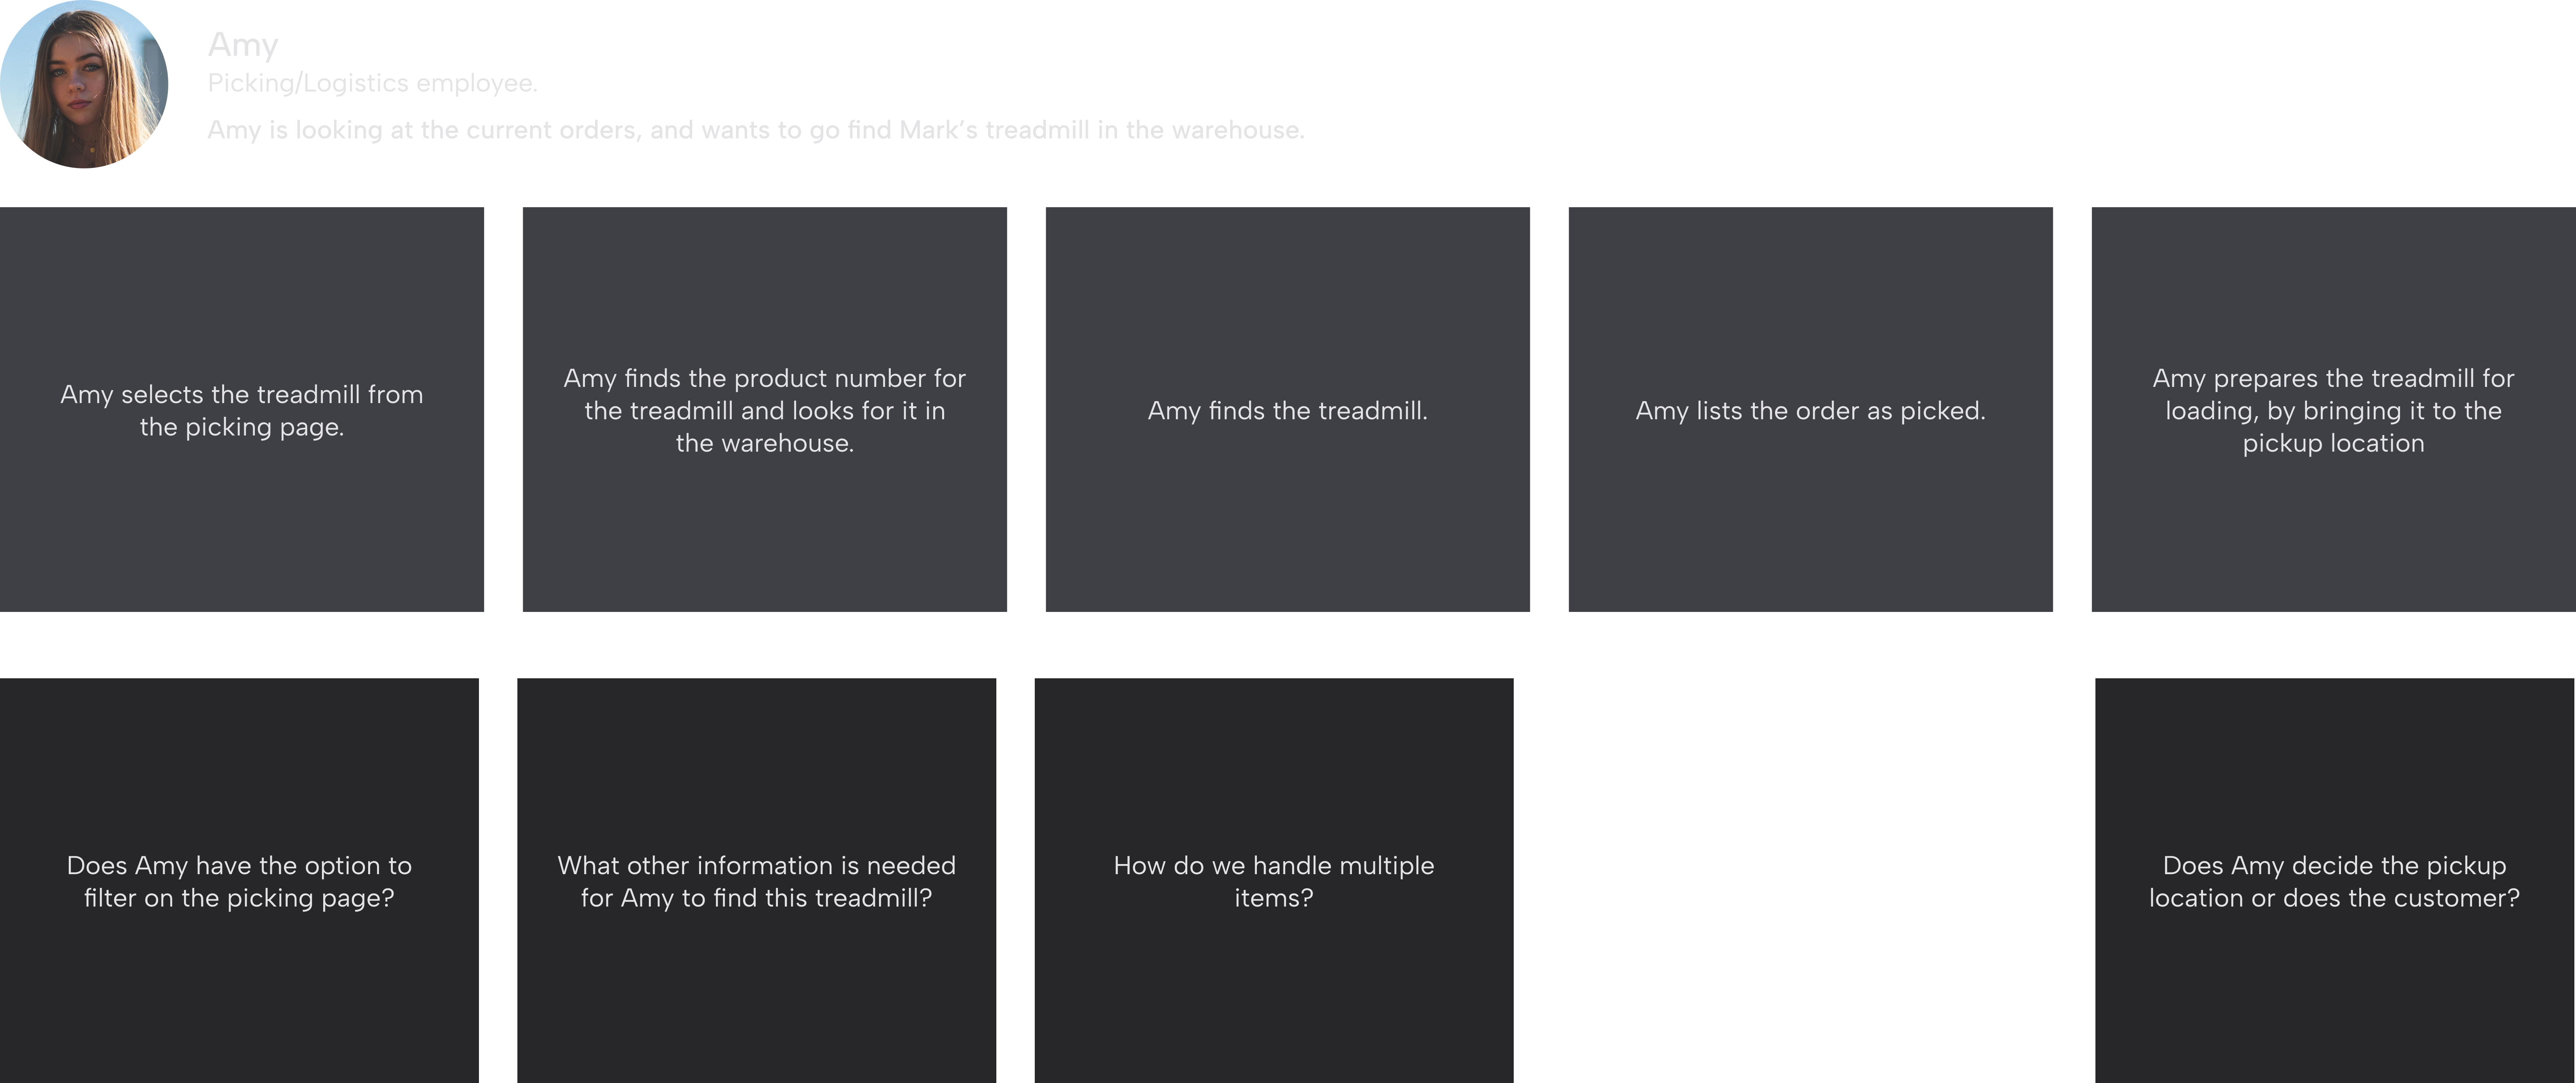 Amy
Picking/Logistics employee.
Amy is looking at the current orders, and wants to go find Mark’s treadmill in the warehouse.
Amy selects the treadmill from
the picking page.
Amy finds the product number for
the treadmill and looks for it in
the warehouse.
Amy finds the treadmill.
Amy lists the order as picked.
Amy prepares the treadmill for
loading, by bringing it to the
pickup location
Does Amy have the option to
filter on the picking page?
What other information is needed
for Amy to find this treadmill?
How do we handle multiple
items?
Does Amy decide the pickup
location or does the customer?